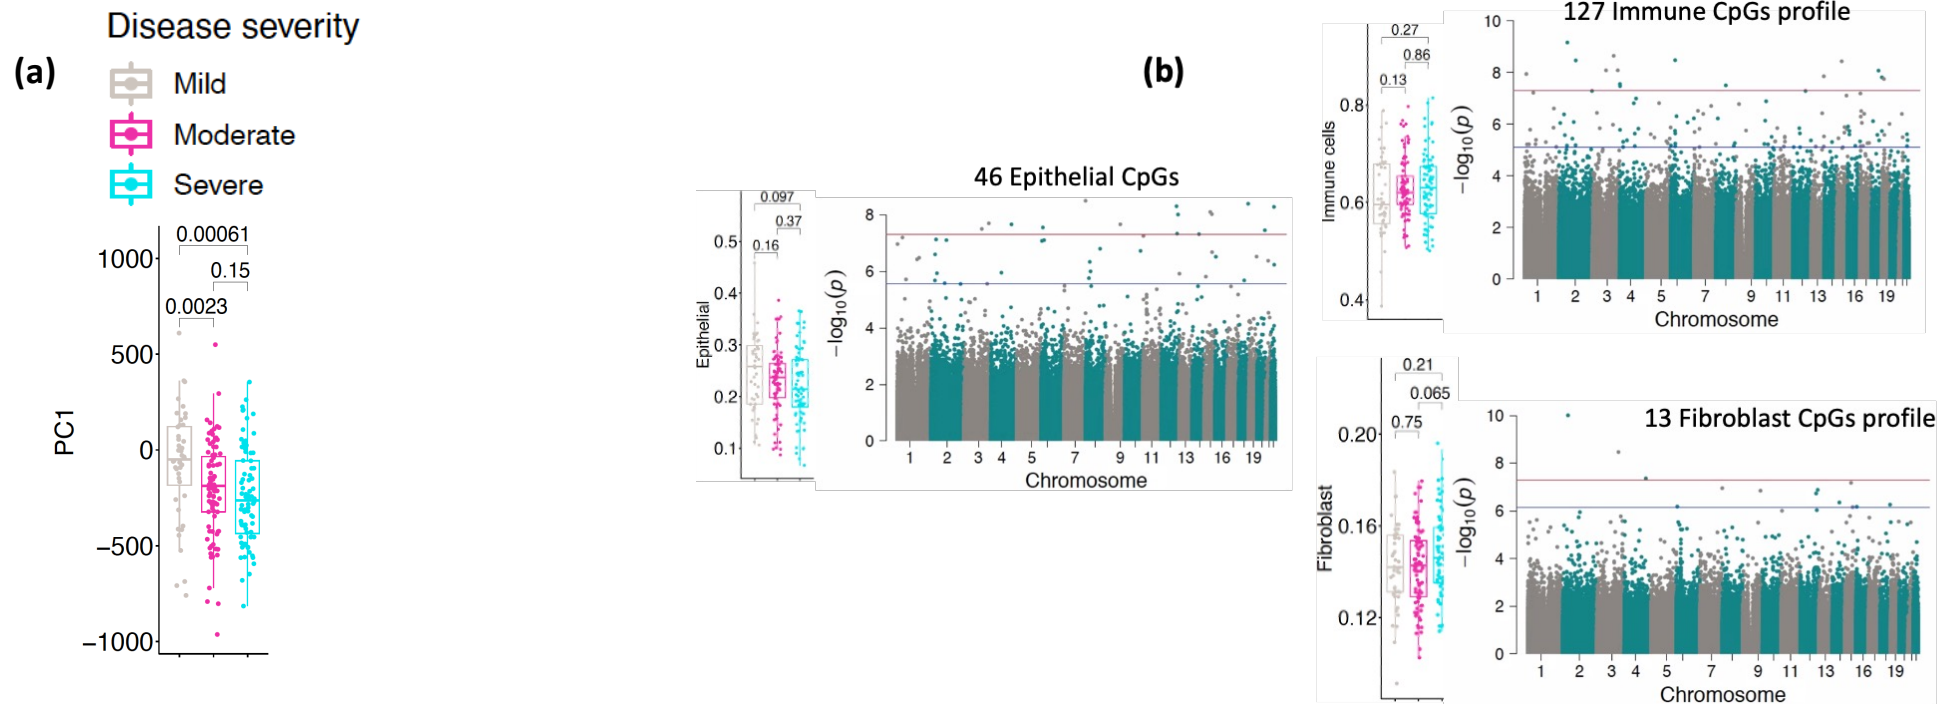 Disease severity
(a)
Mild
Moderate
Severe
0.00061
0.15
0.0023
1000
500
0
−500
−1000
PC1
(b)
46 Epithelial CpGs
0.097
0.37
0.16
0.5
0.4
0.3
0.2
0.1
Epithelial
8
6
4
2
0
−log10(p)
1 2 3 4 5 7 9 11 13 16 19
Chromosome
127 Immune CpGs profile
0.27
0.86
0.13
0.8
0.6
0.4
Immune cells
10
8
6
4
2
0
−log10(p)
1 2 3 4 5 7 9 11 13 16 19
Chromosome
13 Fibroblast CpGs profile
0.21
0.065
0.75
0.20
0.16
0.12
Fibroblast
10
8
6
4
2
0
−log10(p)
1 2 3 4 5 7 9 11 13 16 19
Chromosome